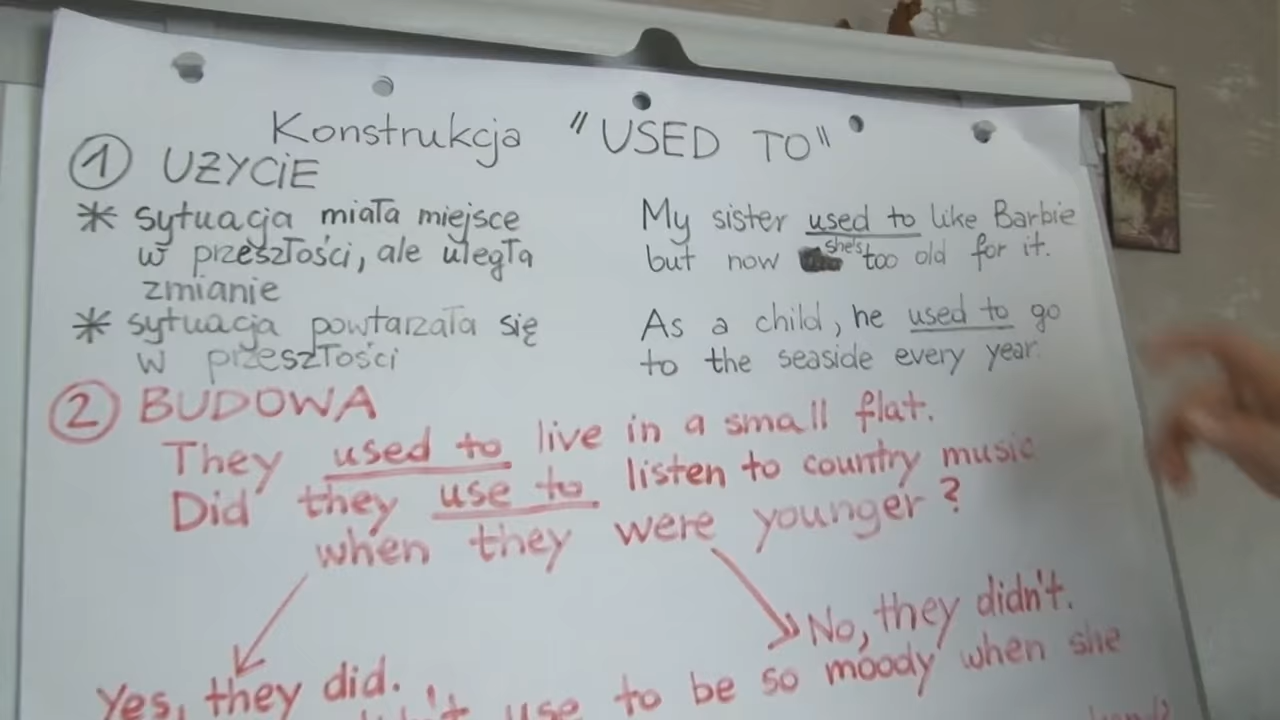 Konstrukcja "USED TO"
1 UŻYCIE
* sytuacja miała miejsce
w przeszłości, ale uległa
zmianie
My sister used to like Barbie
but now she's too old for it.
* sytuacja powtarzała się
w przeszłości
As a child, he used to go
to the seaside every year.
2 BUDOWA
They used to live in a small flat.
Did they use to listen to country music
when they were younger?
No, they didn't.
Yes, they did.
use to be so moody when she